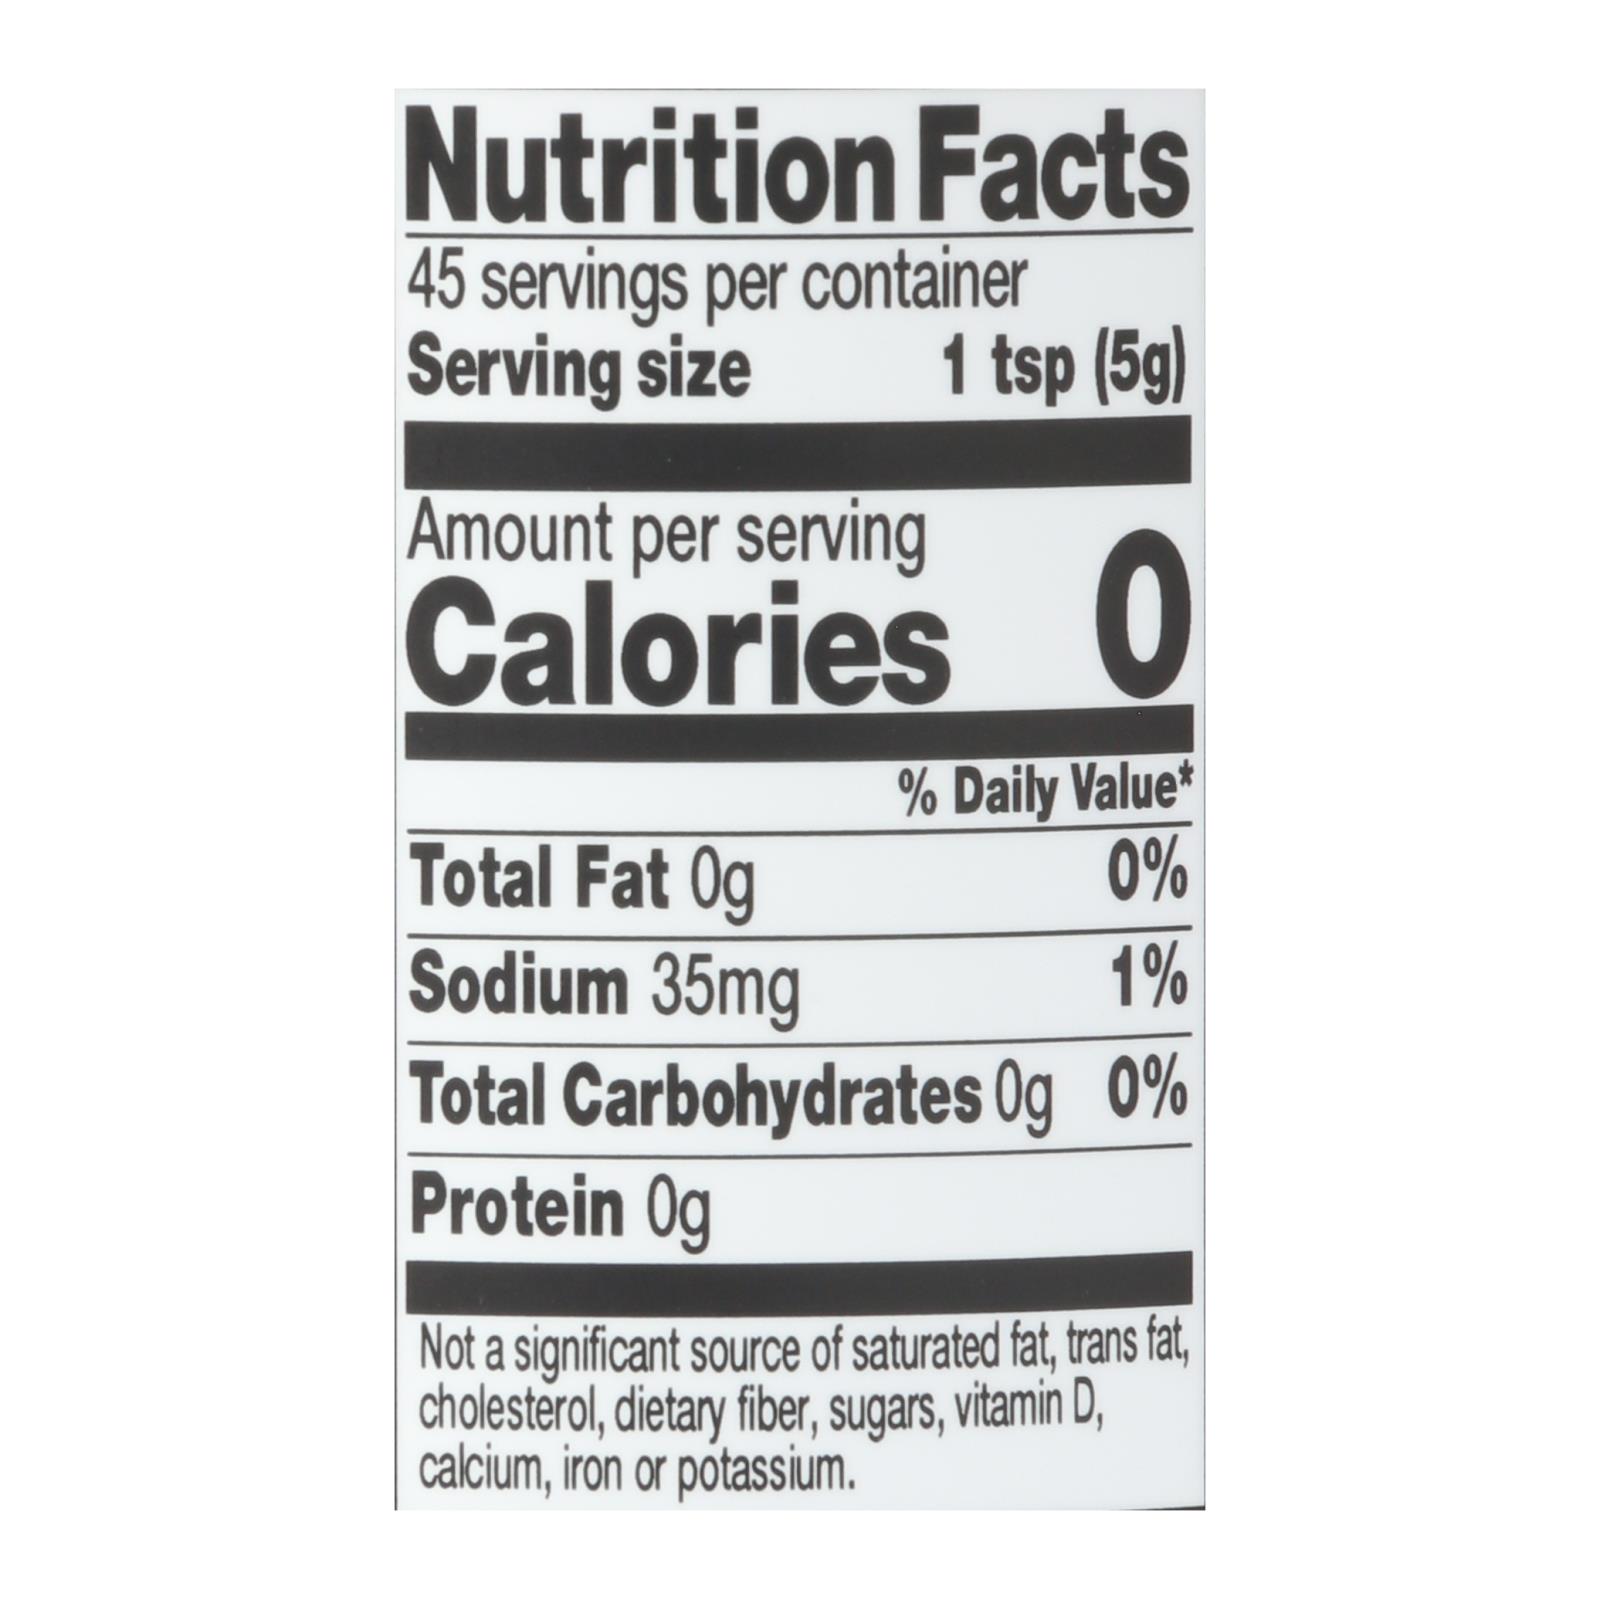 Nutrition Facts
45 servings per container
Serving size 1 tsp (5g)
Amount per serving
Calories 0
% Daily Value*
Total Fat 0g 0%
Sodium 35mg 1%
Total Carbohydrates 0g 0%
Protein 0g
Not a significant source of saturated fat, trans fat,
cholesterol, dietary fiber, sugars, vitamin D,
calcium, iron or potassium.